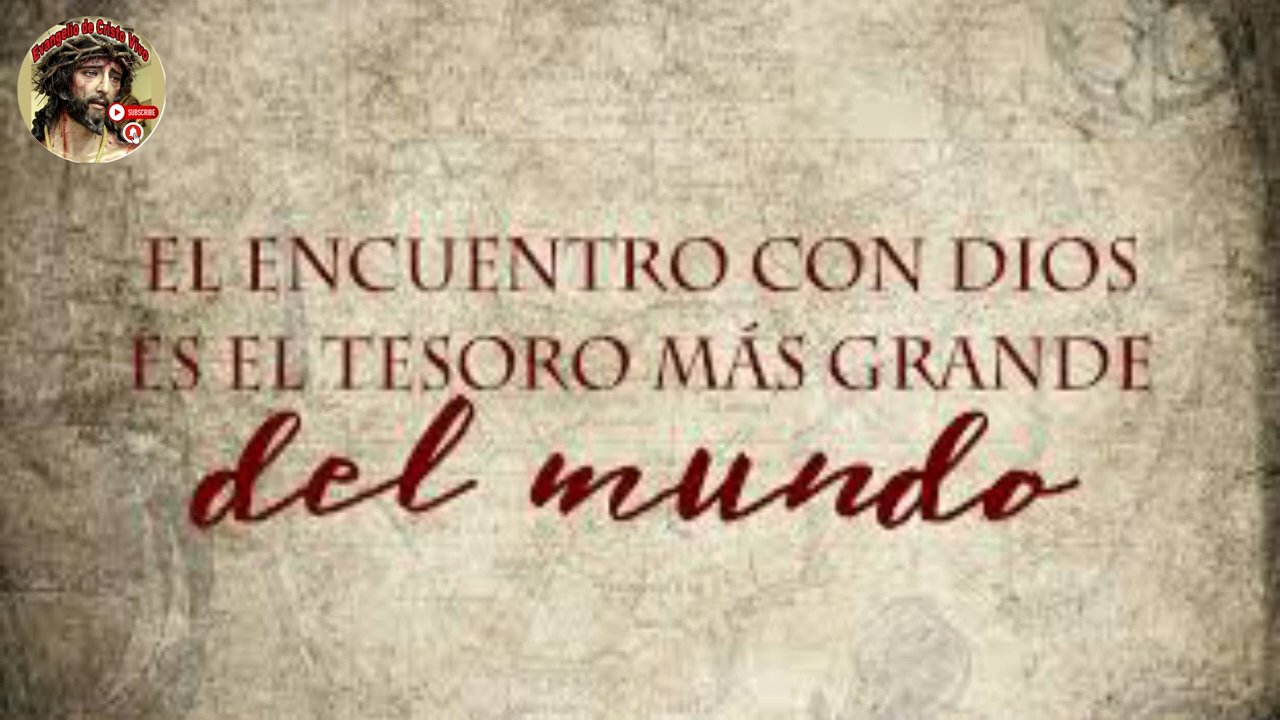 Evangelio de Cristo Vivo
SUBSCRIBE
EL ENCUENTRO CON DIOS
ES EL TESORO MÁS GRANDE
del mundo